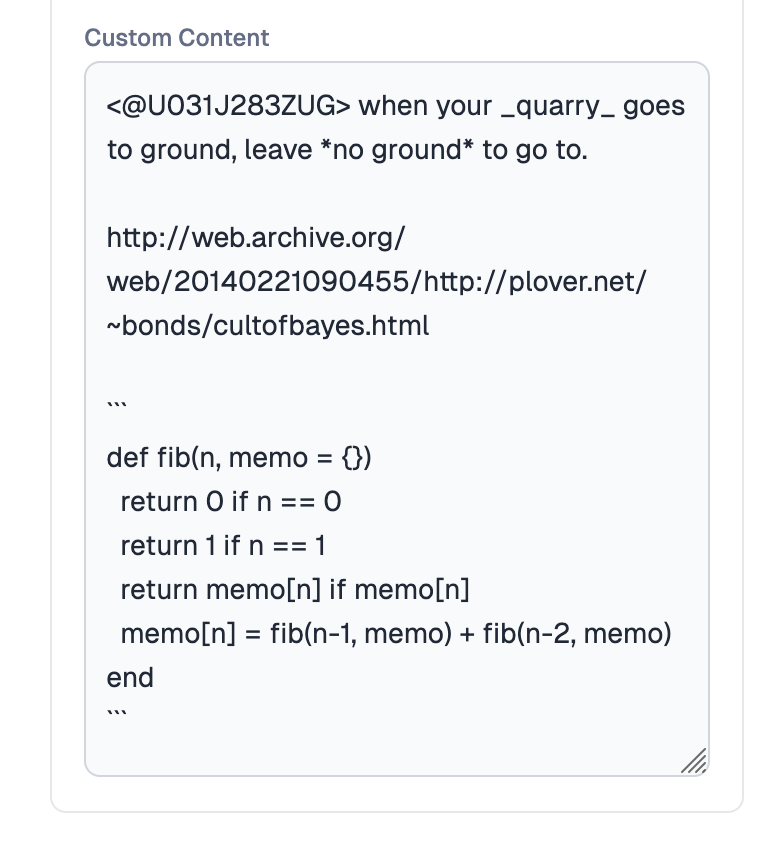 Custom Content
<@U031J283ZUG> when your _quarry_ goes
to ground, leave *no ground* to go to.
http://web.archive.org/
web/20140221090455/http://plover.net/
~bonds/cultofbayes.html
```
def fib(n, memo = {})
  return 0 if n == 0
  return 1 if n == 1
  return memo[n] if memo[n]
  memo[n] = fib(n-1, memo) + fib(n-2, memo)
end
```